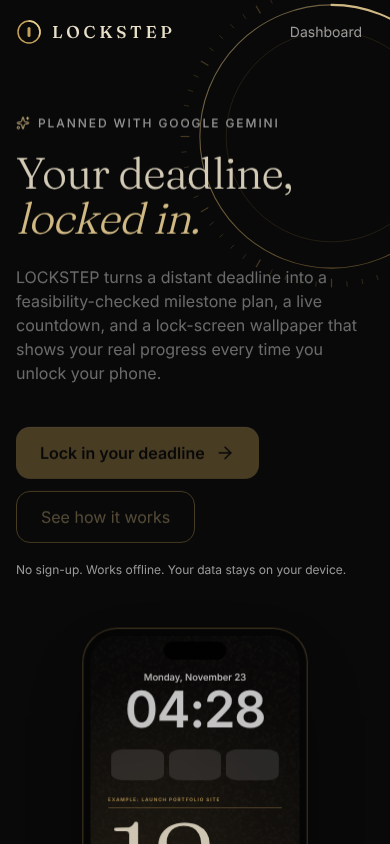 LOCKSTEP
Dashboard
PLANNED WITH GOOGLE GEMINI
Your deadline,
locked in.
LOCKSTEP turns a distant deadline into a
feasibility-checked milestone plan, a live
countdown, and a lock-screen wallpaper that
shows your real progress every time you
unlock your phone.
Lock in your deadline →
See how it works
No sign-up. Works offline. Your data stays on your device.
Monday, November 23
04:28
EXAMPLE: LAUNCH PORTFOLIO SITE